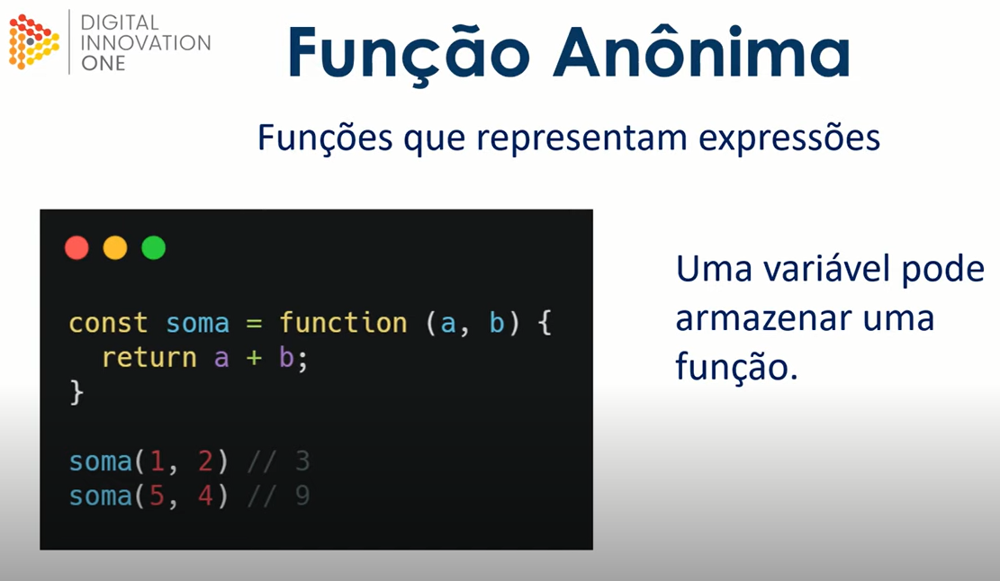 DIGITAL
INNOVATION
ONE
Função Anônima
Funções que representam expressões
const soma = function (a, b) {
  return a + b;
}
soma(1, 2) // 3
soma(5, 4) // 9
Uma variável pode
armazenar uma
função.